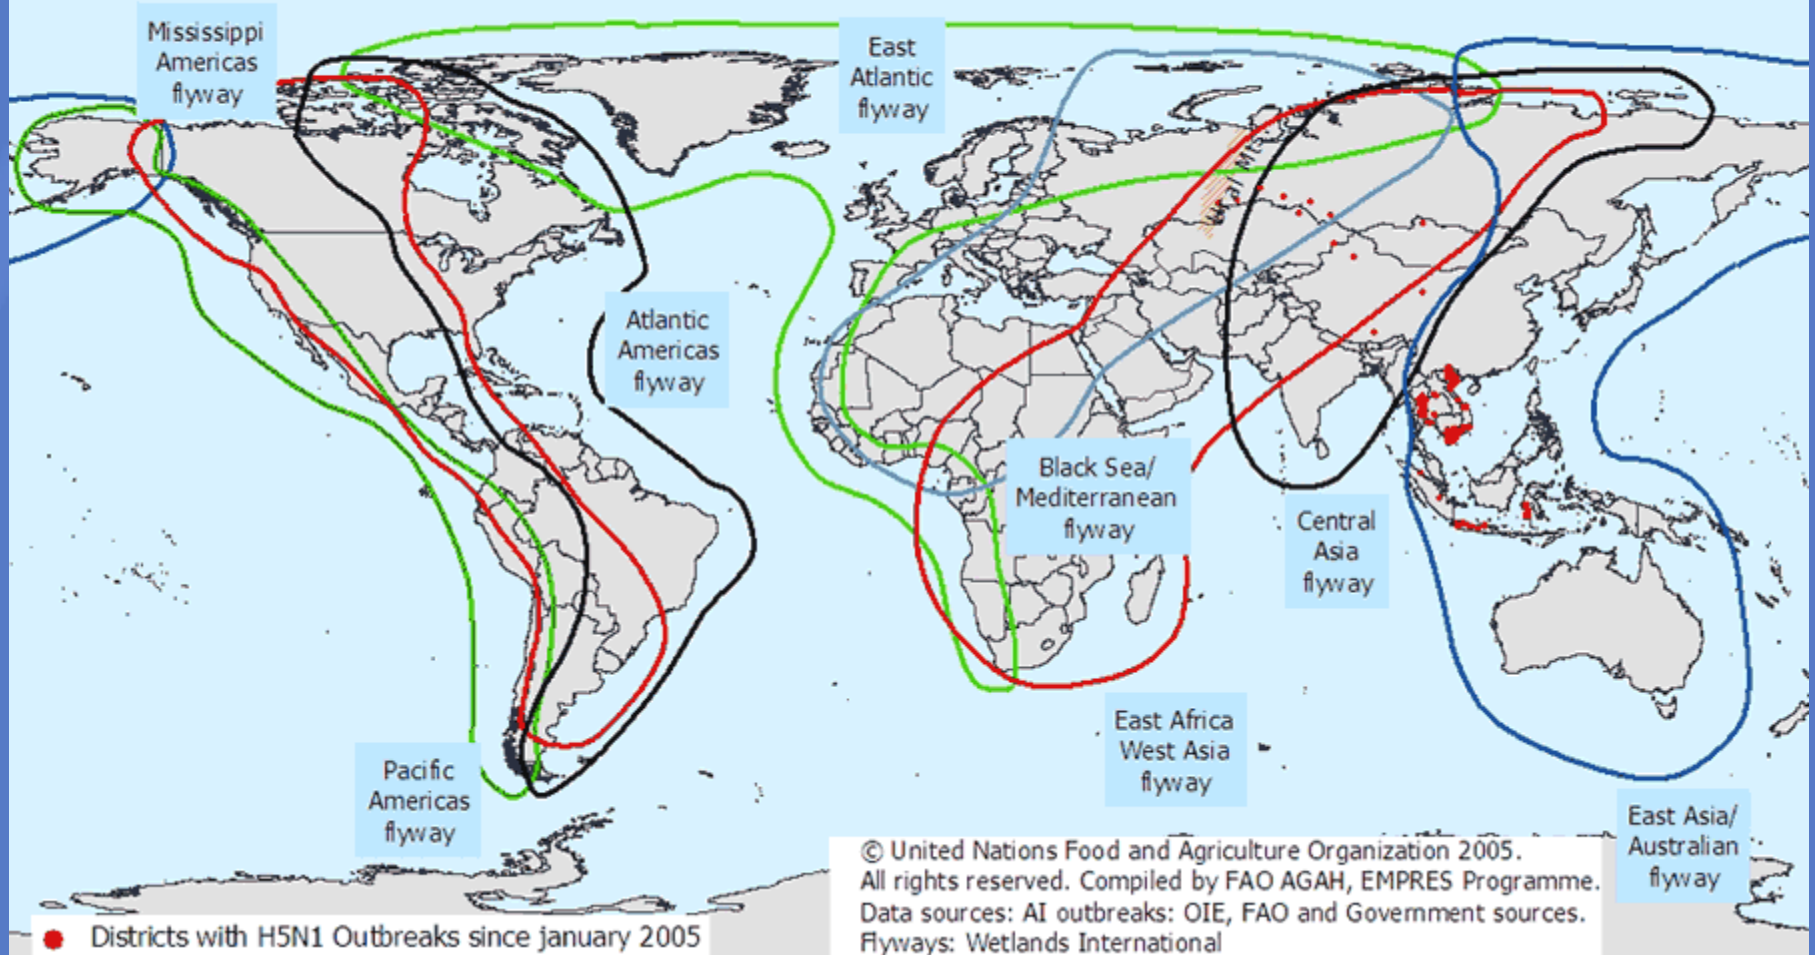 Mississippi
Americas
flyway
East
Atlantic
flyway
URAL MTS
Atlantic
Americas
flyway
Black Sea/
Mediterranean
flyway
Central
Asia
flyway
East Africa
West Asia
flyway
Pacific
Americas
flyway
East Asia/
Australian
flyway
© United Nations Food and Agriculture Organization 2005.
All rights reserved. Compiled by FAO AGAH, EMPRES Programme.
Data sources: AI outbreaks: OIE, FAO and Government sources.
Flyways: Wetlands International
Districts with H5N1 Outbreaks since january 2005